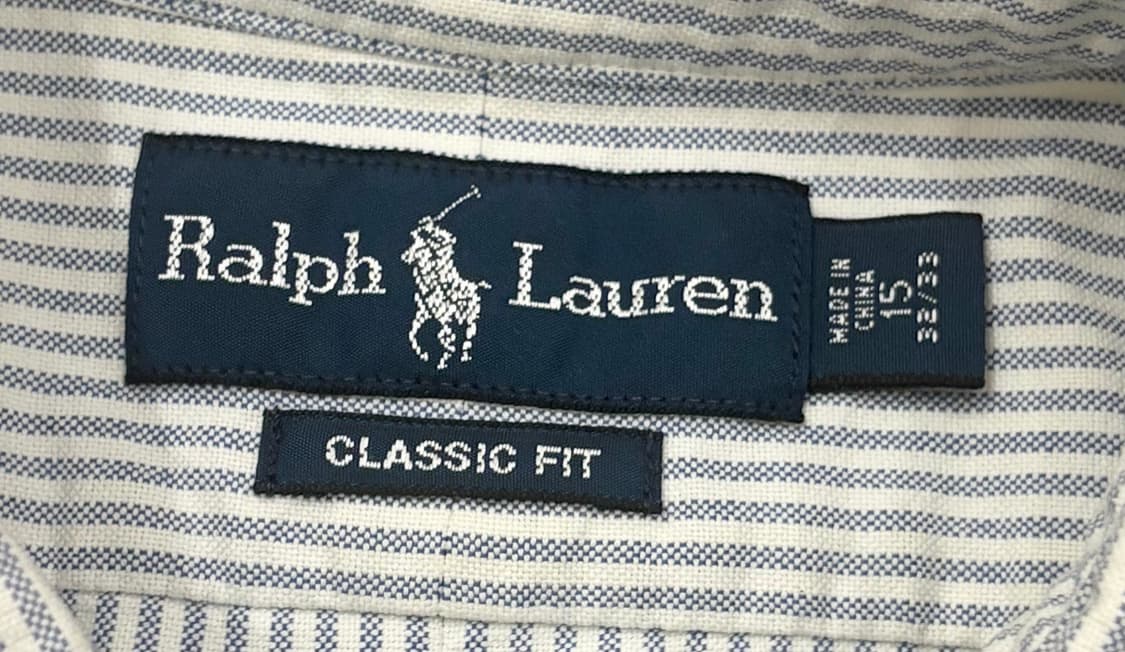 Ralph Lauren
MADE IN
CHINA
15
32/33
CLASSIC FIT